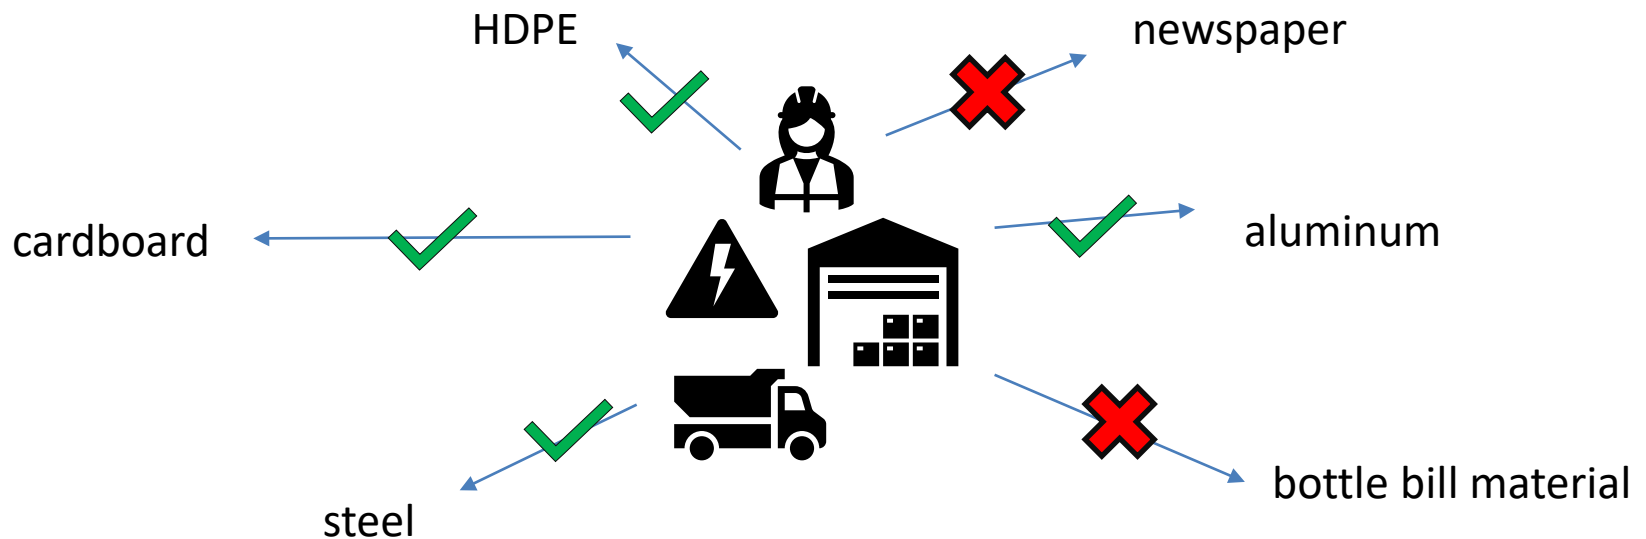 HDPE
newspaper
cardboard
aluminum
steel
bottle bill material